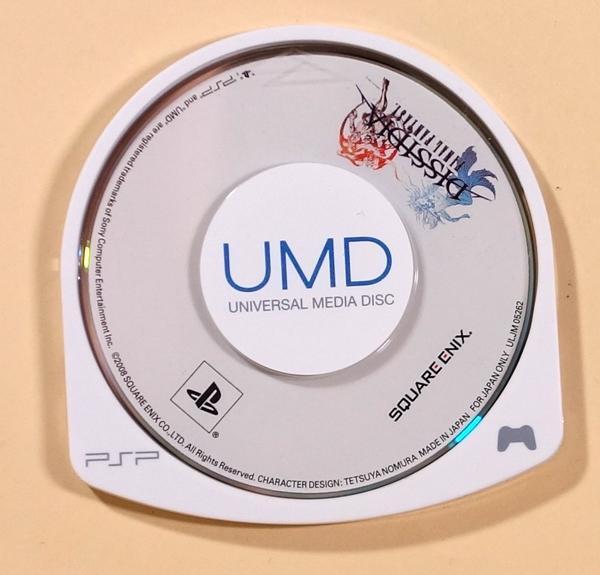 UMD
UNIVERSAL MEDIA DISC
DISSIDIA
SQUARE ENIX.
"PSP" and "UMD" are registered trademarks of Sony Computer Entertainment Inc. ©2008 SQUARE ENIX CO.,LTD. All Rights Reserved. CHARACTER DESIGN: TETSUYA NOMURA. MADE IN JAPAN FOR JAPAN ONLY ULJM 05262
®
PSP